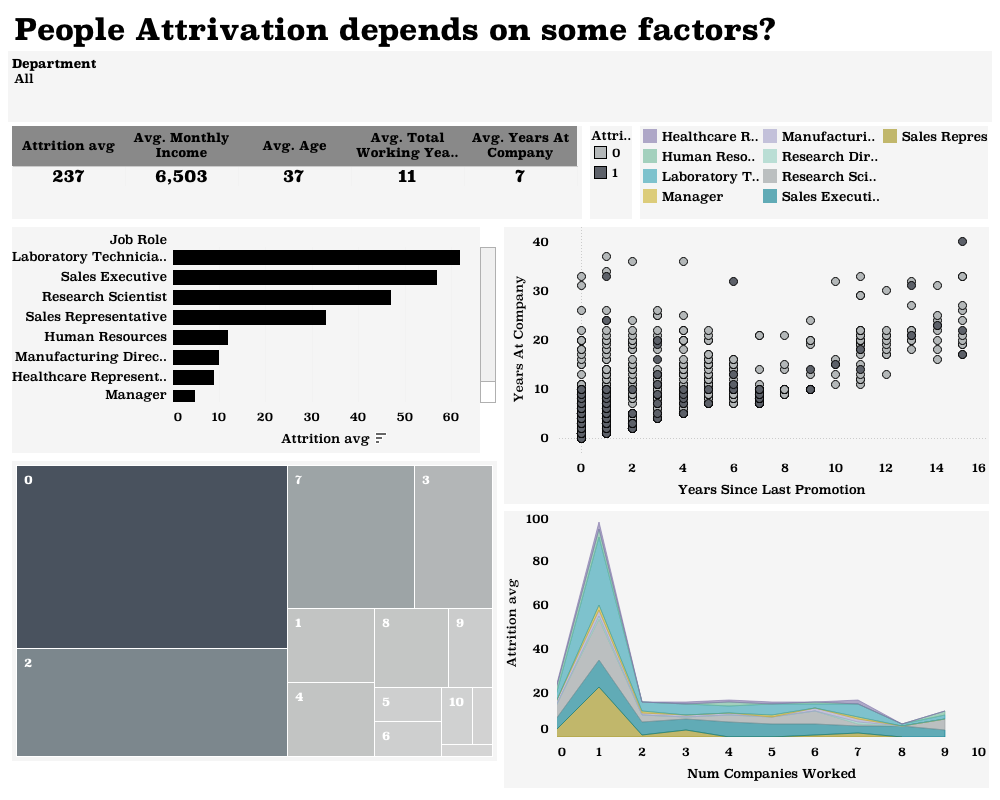 People Attrivation depends on some factors?
Department
All
Attrition avg
Avg. Monthly Income
Avg. Age
Avg. Total Working Yea..
Avg. Years At Company
237
6,503
37
11
7
Attri..
0
1
Healthcare R..
Manufacturi..
Sales Repres
Human Reso..
Research Dir..
Laboratory T..
Research Sci..
Manager
Sales Executi..
Job Role
Laboratory Technicia..
Sales Executive
Research Scientist
Sales Representative
Human Resources
Manufacturing Direc..
Healthcare Represent..
Manager
0 10 20 30 40 50 60
Attrition avg
40
30
20
10
0
Years At Company
0 2 4 6 8 10 12 14 16
Years Since Last Promotion
0
7
3
1
8
9
2
4
5
10
6
100
80
60
40
20
0
Attrition avg
0 1 2 3 4 5 6 7 8 9 10
Num Companies Worked